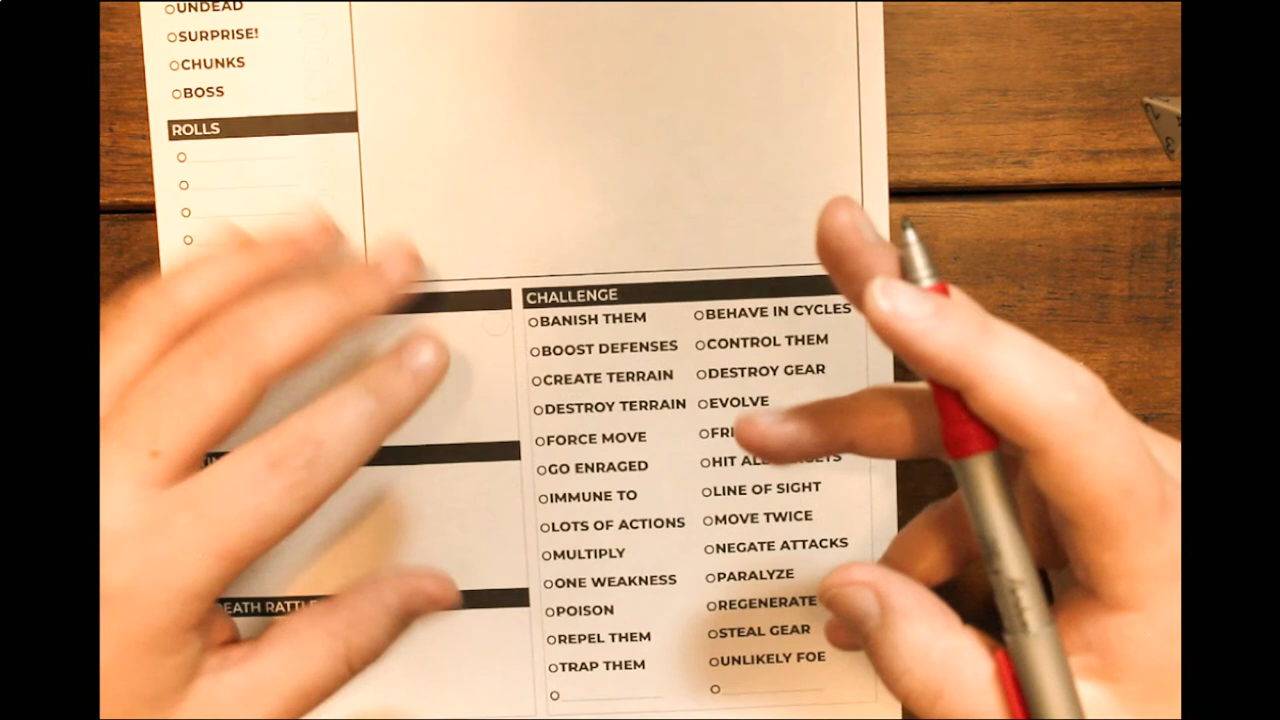 UNDEAD
SURPRISE!
CHUNKS
BOSS
ROLLS
CHALLENGE
BANISH THEM
BOOST DEFENSES
CREATE TERRAIN
DESTROY TERRAIN
FORCE MOVE
GO ENRAGED
IMMUNE TO
LOTS OF ACTIONS
MULTIPLY
ONE WEAKNESS
POISON
REPEL THEM
TRAP THEM
BEHAVE IN CYCLES
CONTROL THEM
DESTROY GEAR
EVOLVE
HIT
LINE OF SIGHT
MOVE TWICE
NEGATE ATTACKS
PARALYZE
REGENERATE
STEAL GEAR
UNLIKELY FOE